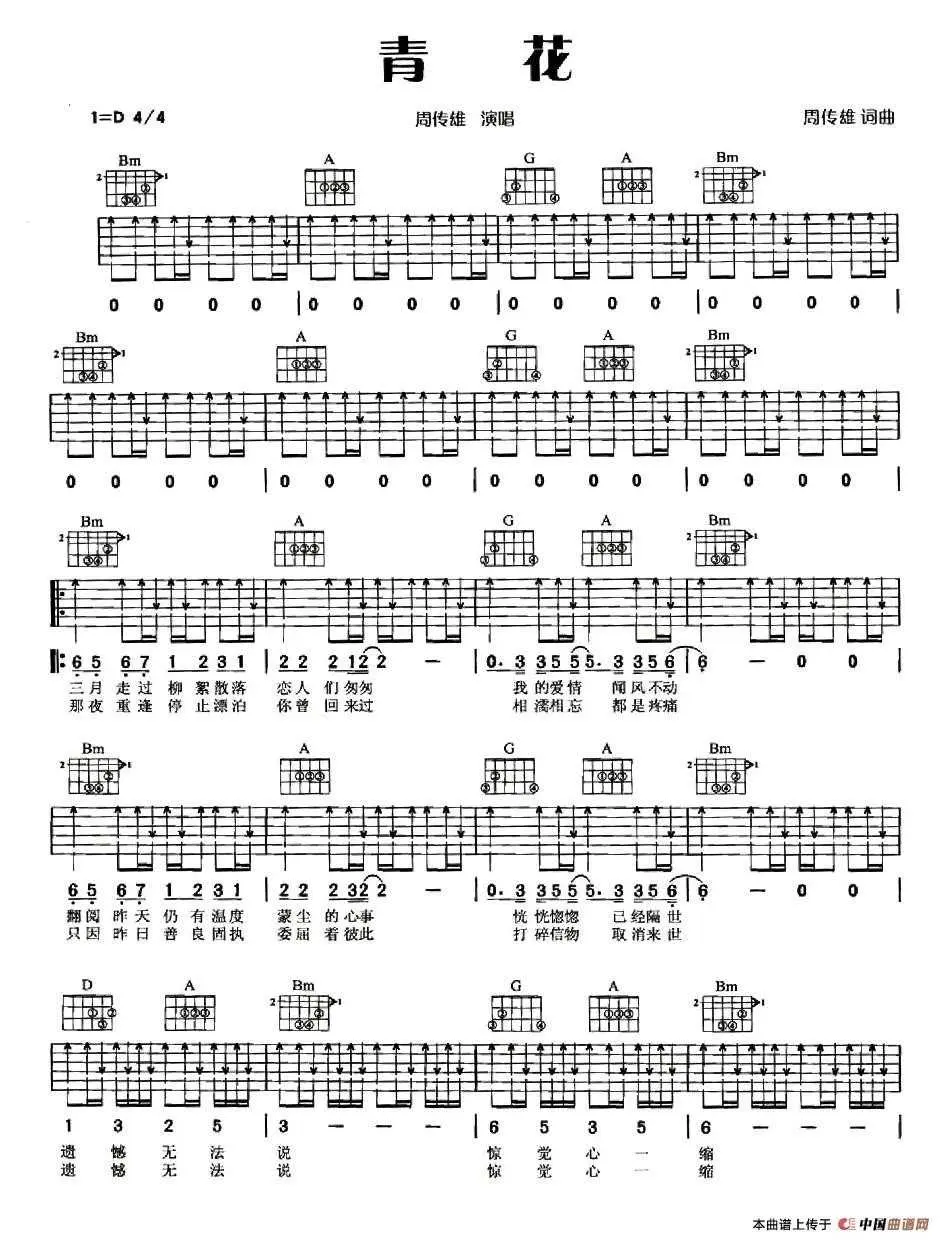 青 花
1=D 4/4 周传雄 演唱 周传雄 词曲
Bm A G A Bm
0 0 0 0 | 0 0 0 0 | 0 0 0 0 | 0 0 0 0 |
Bm A G A Bm
0 0 0 0 | 0 0 0 0 | 0 0 0 0 | 0 0 0 0 |
Bm A G A Bm
6 5 6 7 1 2 3 1 | 2 2 2 1 2 2 — | 0. 3 3 5 5 5. 3 3 5 6 | 6 — 0 0 |
三月 走过 柳 絮散落 恋人 们匆匆 我 的爱情 闻风不动
那夜 重逢 停 止漂泊 你曾 回来过 相 濡相忘 都是疼痛
Bm A G A Bm
6 5 6 7 1 2 3 1 | 2 2 2 3 2 2 — | 0. 3 3 5 5 5. 3 3 5 6 | 6 — 0 0 |
翻阅 昨天 仍 有 温度 蒙尘 的 心事 恍 恍惚惚 已 经隔 世
只因 昨日 善 良 固执 委屈 着 彼此 打 碎信物 取 消来 世
D A Bm G A Bm
1 3 2 5 | 3 — — — | 6 5 3 5 | 6 — — — |
遗 憾 无 法 说 惊 觉 心 一 缩
遗 憾 无 法 说 惊 觉 心 一 缩
本曲谱上传于 中国曲谱网